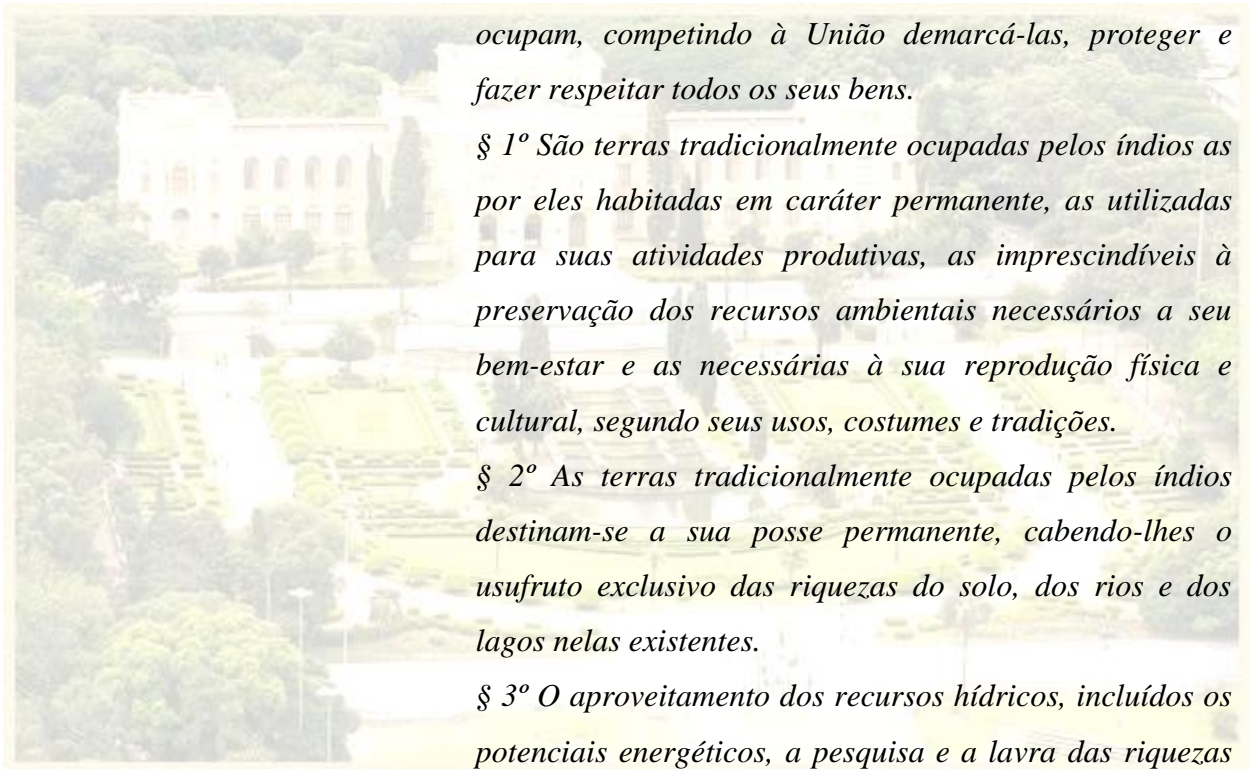 ocupam, competindo à União demarcá-las, proteger e
fazer respeitar todos os seus bens.
§ 1º São terras tradicionalmente ocupadas pelos índios as
por eles habitadas em caráter permanente, as utilizadas
para suas atividades produtivas, as imprescindíveis à
preservação dos recursos ambientais necessários a seu
bem-estar e as necessárias à sua reprodução física e
cultural, segundo seus usos, costumes e tradições.
§ 2º As terras tradicionalmente ocupadas pelos índios
destinam-se a sua posse permanente, cabendo-lhes o
usufruto exclusivo das riquezas do solo, dos rios e dos
lagos nelas existentes.
§ 3º O aproveitamento dos recursos hídricos, incluídos os
potenciais energéticos, a pesquisa e a lavra das riquezas